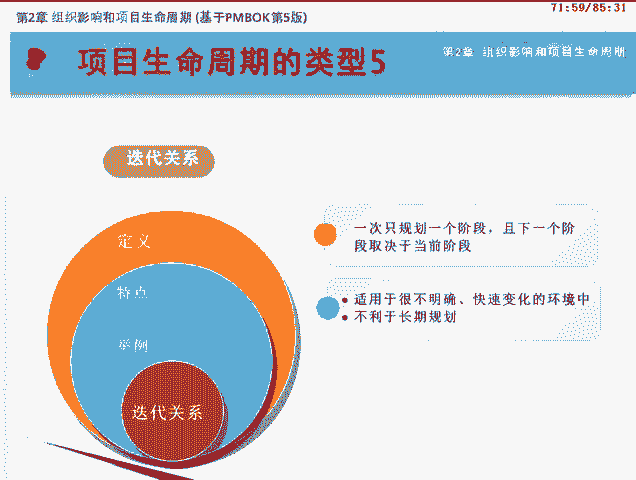 71:59/85:31
第2章 组织影响和项目生命周期 (基于PMBOK第5版)
项目生命周期的类型5
第2章 组织影响和项目生命周期
迭代关系
定义
特点
举例
迭代关系
一次只规划一个阶段，且下一个阶
段取决于当前阶段
适用于很不明确、快速变化的环境中
不利于长期规划